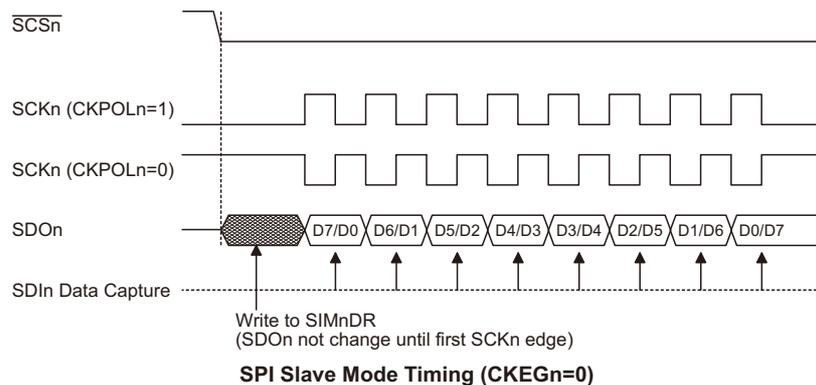 SCSn
SCKn (CKPOLn=1)
SCKn (CKPOLn=0)
SDOn
D7/D0 D6/D1 D5/D2 D4/D3 D3/D4 D2/D5 D1/D6 D0/D7
SDIn Data Capture
Write to SIMnDR
(SDOn not change until first SCKn edge)
SPI Slave Mode Timing (CKEGn=0)